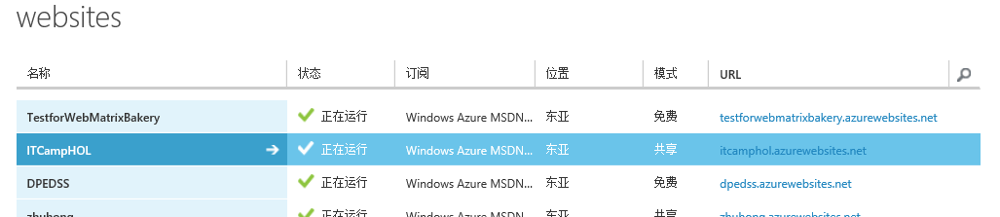 websites
名称 状态 订阅 位置 模式 URL
TestforWebMatrixBakery 正在运行 Windows Azure MSDN... 东亚 免费 testforwebmatrixbakery.azurewebsites.net
ITCampHOL 正在运行 Windows Azure MSDN... 东亚 共享 itcamphol.azurewebsites.net
DPEDSS 正在运行 Windows Azure MSDN... 东亚 免费 dpedss.azurewebsites.net
zhuhong 正在运行 Windows Azure MSDN... 东亚 共享 zhuhong.azurewebsites.net